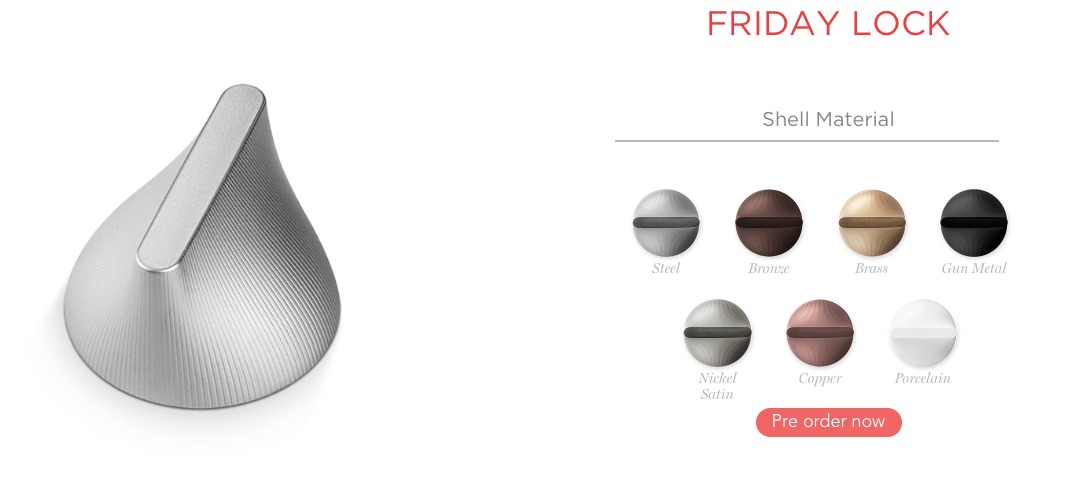 FRIDAY LOCK
Shell Material
Steel
Bronze
Brass
Gun Metal
Nickel
Satin
Copper
Porcelain
Pre order now